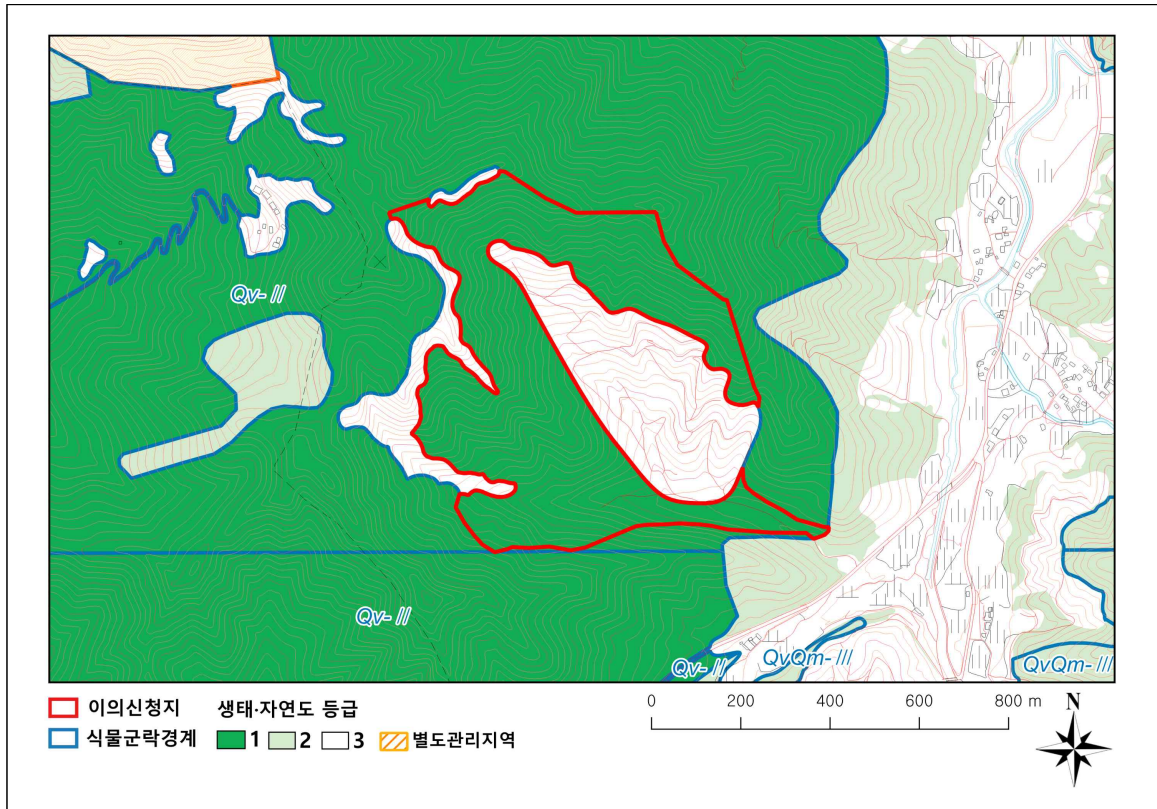 Qv- II
Qv- II
Qv- II
QvQm- III
QvQm- III
이의신청지
식물군락경계
생태·자연도 등급
1 2 3 별도관리지역
0 200 400 600 800 m
N